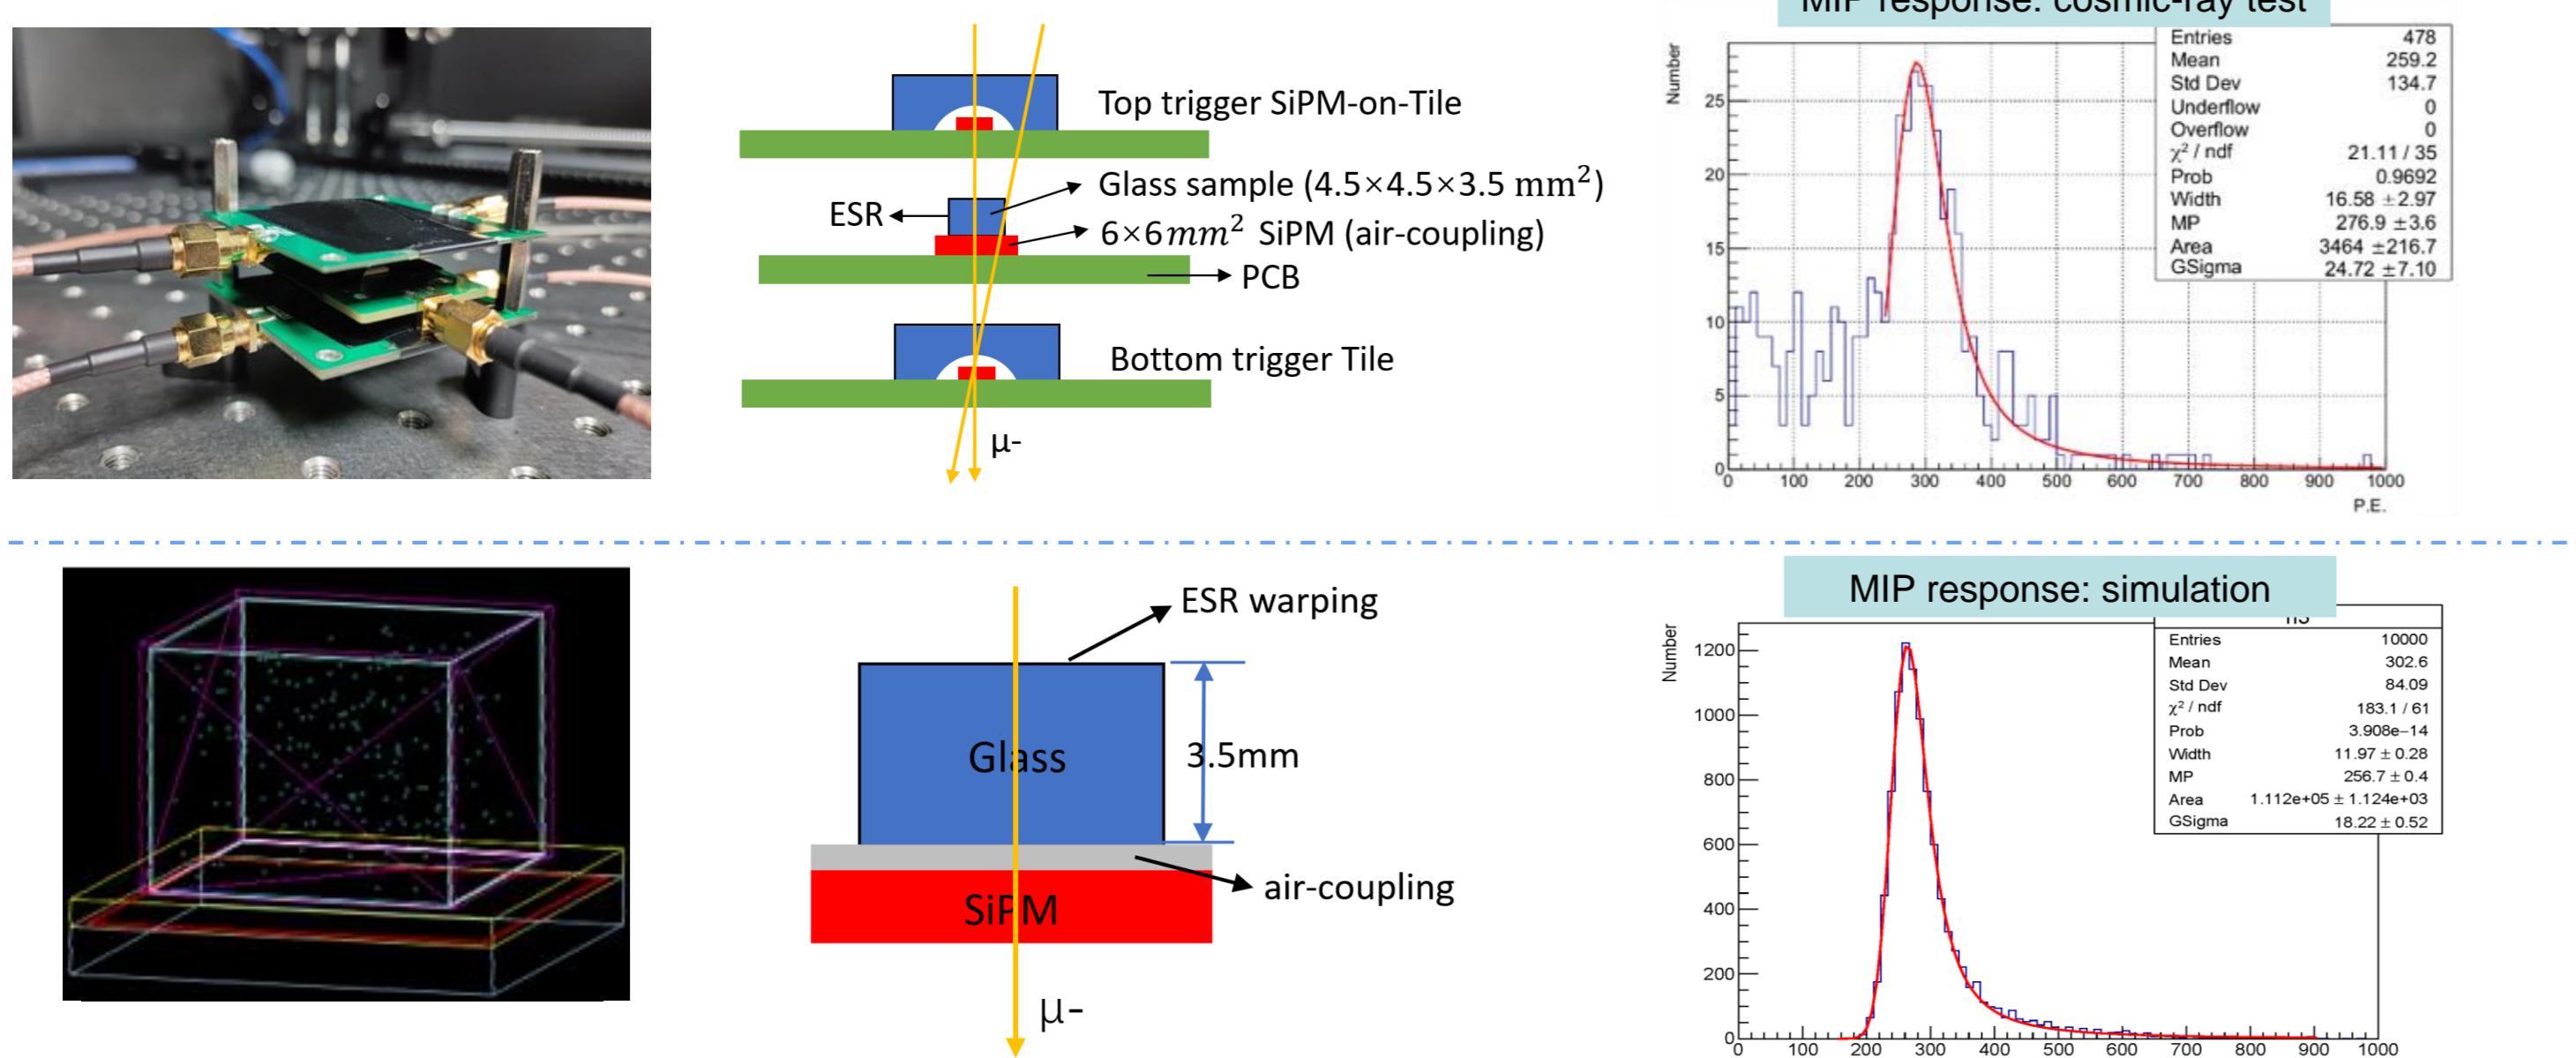 MIP response: cosmic-ray test
Top trigger SiPM-on-Tile
Glass sample (4.5×4.5×3.5 mm²)
ESR
6×6mm² SiPM (air-coupling)
PCB
Bottom trigger Tile
μ-
Number
25
20
15
10
5
0
0 100 200 300 400 500 600 700 800 900 1000
P.E.
Entries 478
Mean 259.2
Std Dev 134.7
Underflow 0
Overflow 0
χ² / ndf 21.11 / 35
Prob 0.9692
Width 16.58 ±2.97
MP 276.9 ±3.6
Area 3464 ±216.7
GSigma 24.72 ±7.10
ESR warping
Glass
3.5mm
air-coupling
SiPM
μ-
MIP response: simulation
Number
1200
1000
800
600
400
200
0
0 100 200 300 400 500 600 700 800 900 1000
Entries 10000
Mean 302.6
Std Dev 84.09
χ² / ndf 183.1 / 61
Prob 3.908e−14
Width 11.97 ± 0.28
MP 256.7 ± 0.4
Area 1.112e+05 ± 1.124e+03
GSigma 18.22 ± 0.52